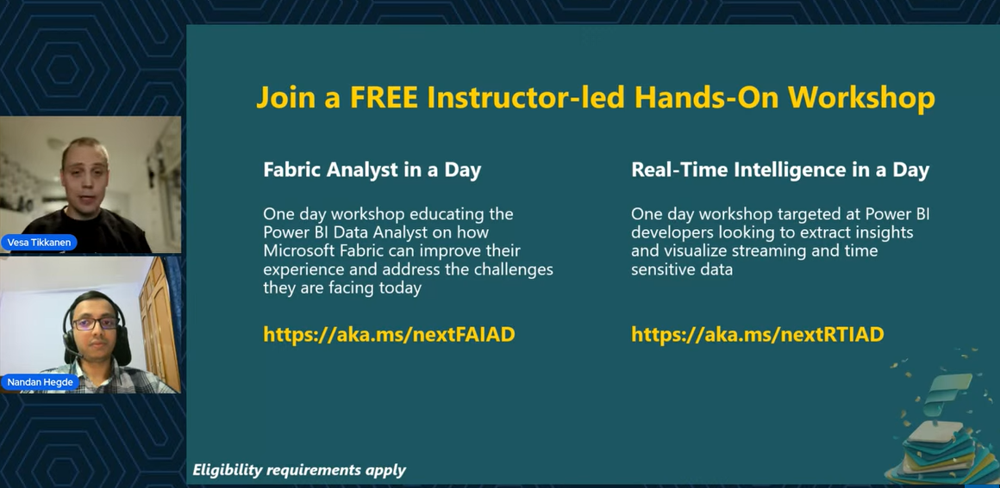 Join a FREE Instructor-led Hands-On Workshop
Fabric Analyst in a Day
One day workshop educating the
Power BI Data Analyst on how
Microsoft Fabric can improve their
experience and address the challenges
they are facing today
https://aka.ms/nextFAIAD
Real-Time Intelligence in a Day
One day workshop targeted at Power BI
developers looking to extract insights
and visualize streaming and time
sensitive data
https://aka.ms/nextRTIAD
Vesa Tikkanen
Nandan Hegde
Eligibility requirements apply